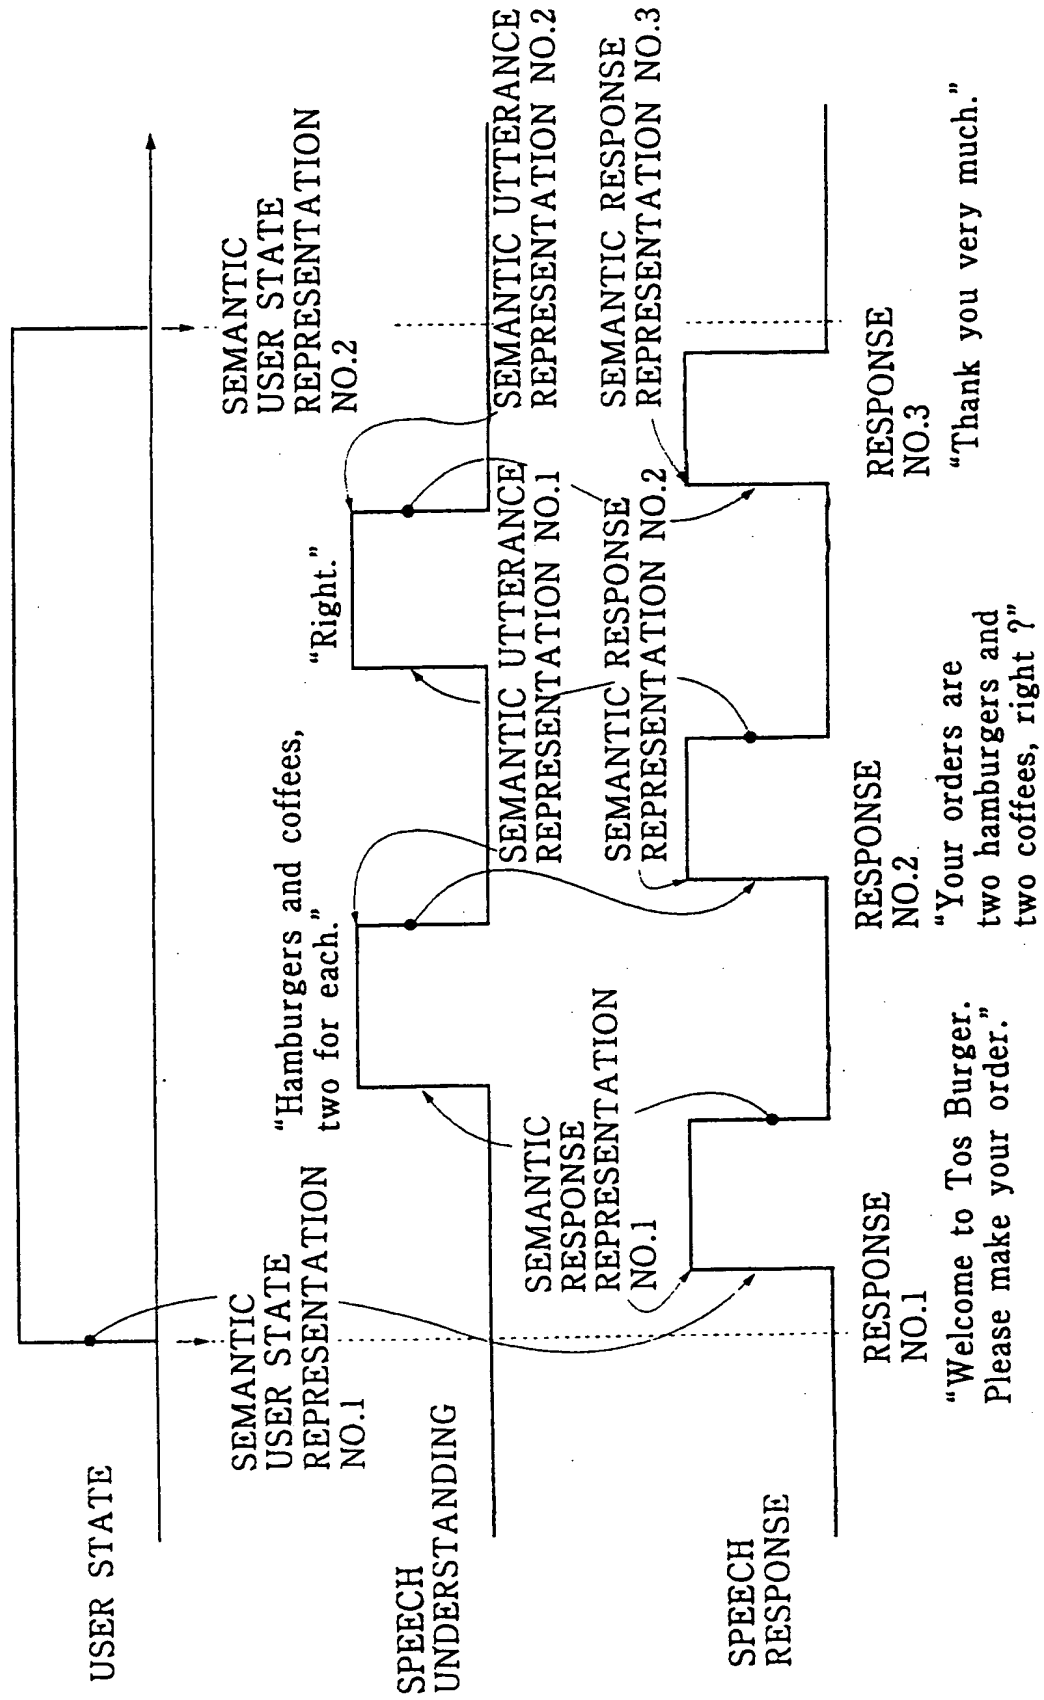 USER STATE
SEMANTIC
USER STATE
REPRESENTATION
NO.1
SEMANTIC
USER STATE
REPRESENTATION
NO.2
SPEECH
UNDERSTANDING
“Hamburgers and coffees,
two for each.”
“Right.”
SEMANTIC UTTERANCE
REPRESENTATION NO.1
SEMANTIC UTTERANCE
REPRESENTATION NO.2
SEMANTIC
RESPONSE
REPRESENTATION
NO.1
SEMANTIC RESPONSE
REPRESENTATION NO.2
SEMANTIC RESPONSE
REPRESENTATION NO.3
SPEECH
RESPONSE
RESPONSE
NO.1
“Welcome to Tos Burger.
Please make your order.”
RESPONSE
NO.2
“Your orders are
two hamburgers and
two coffees, right ?”
RESPONSE
NO.3
“Thank you very much.”